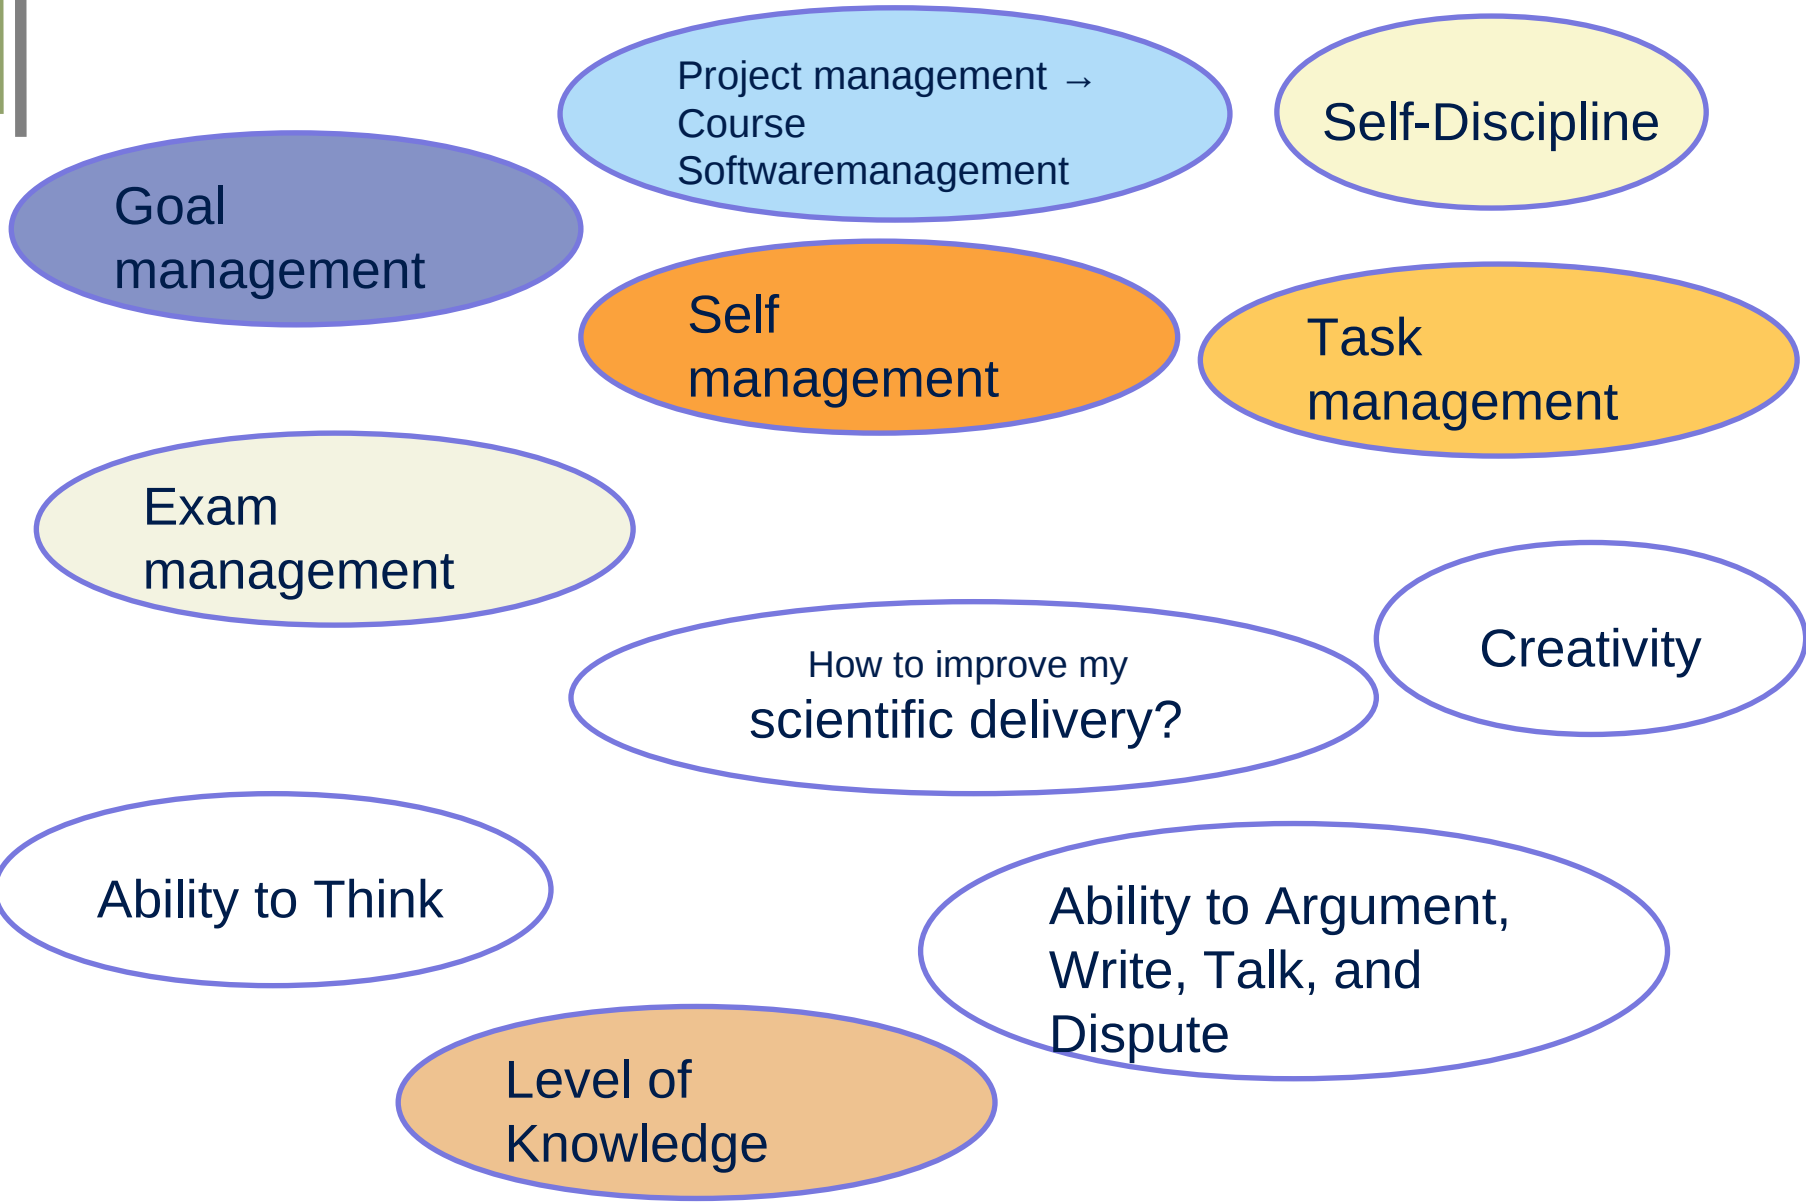 Project management →
Course
Softwaremanagement
Self-Discipline
Goal
management
Self
management
Task
management
Exam
management
How to improve my
scientific delivery?
Creativity
Ability to Think
Ability to Argument,
Write, Talk, and
Dispute
Level of
Knowledge